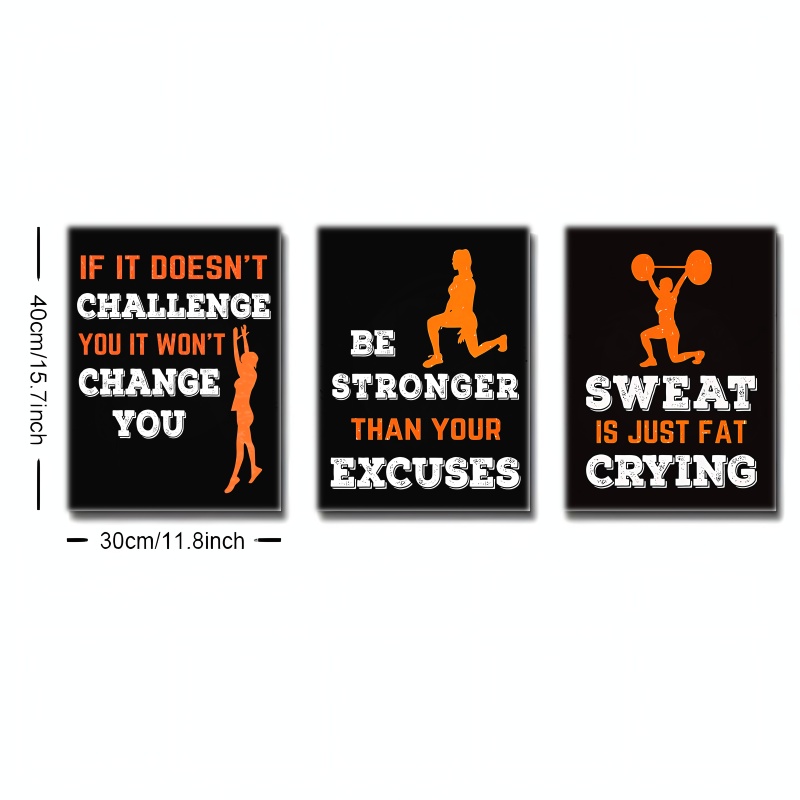 IF IT DOESN'T
CHALLENGE
YOU IT WON'T
CHANGE
YOU
BE
STRONGER
THAN YOUR
EXCUSES
SWEAT
IS JUST FAT
CRYING
40cm/15.7inch
30cm/11.8inch